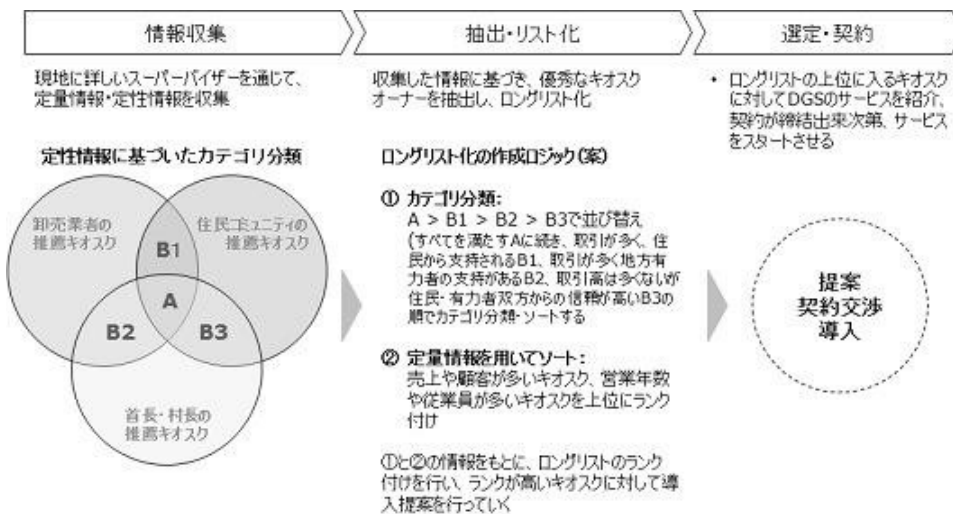 情報収集
抽出・リスト化
選定・契約
現地に詳しいスーパーバイザーを通じて、
定量情報・定性情報を収集
収集した情報に基づき、優秀なキオスク
オーナーを抽出し、ロングリスト化
• ロングリストの上位に入るキオスク
に対してDGSのサービスを紹介、
契約が締結出来次第、サービス
をスタートさせる
定性情報に基づいたカテゴリ分類
卸売業者の
推薦キオスク
住民コミュニティの
推薦キオスク
B1
A
B2
B3
首長・村長の
推薦キオスク
ロングリスト化の作成ロジック(案)
① カテゴリ分類:
A > B1 > B2 > B3で並び替え
(すべてを満たすAに続き、取引が多く、住
民から支持されるB1、取引が多く地方有
力者の支持があるB2、取引高は多くないが
住民・有力者双方からの信頼が高いB3の
順でカテゴリ分類・ソートする
② 定量情報を用いてソート:
売上や顧客が多いキオスク、営業年数
や従業員が多いキオスクを上位にランク
付け
①と②の情報をもとに、ロングリストのランク
付けを行い、ランクが高いキオスクに対して導
入提案を行っていく
提案
契約交渉
導入